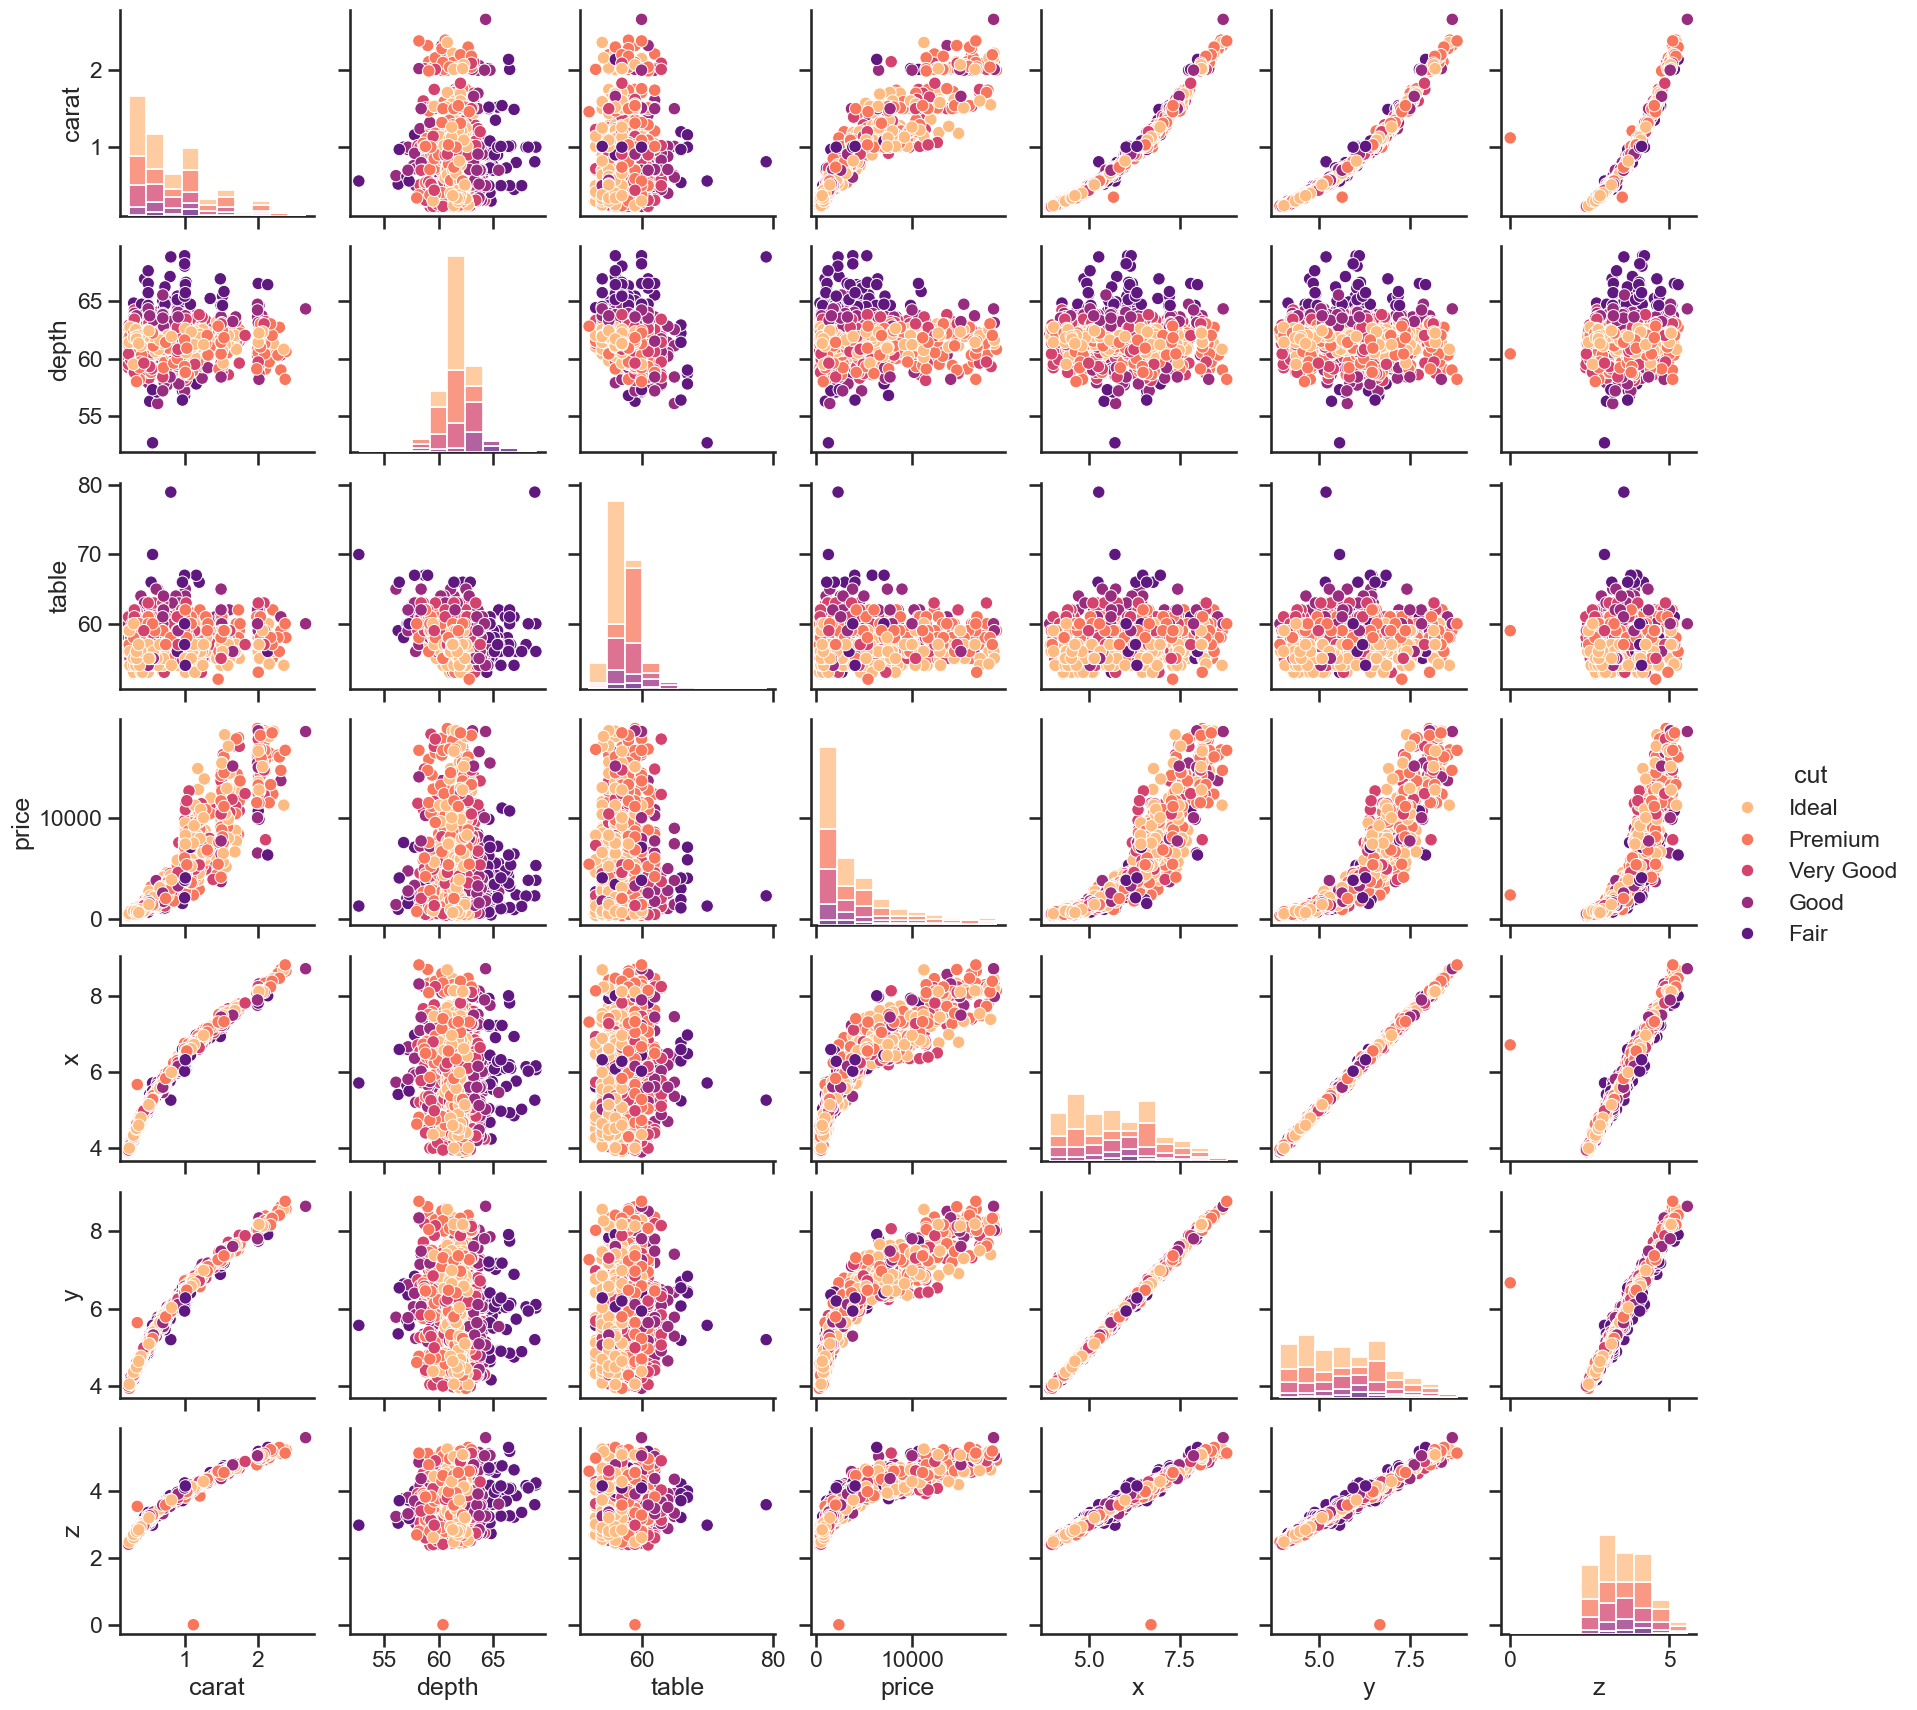 carat
2
1
depth
65
60
55
table
80
70
60
price
10000
0
cut
Ideal
Premium
Very Good
Good
Fair
x
8
6
4
y
8
6
4
z
4
2
0
1 2
55 60 65
60 80
0 10000
5.0 7.5
5.0 7.5
0 5
carat depth table price x y z